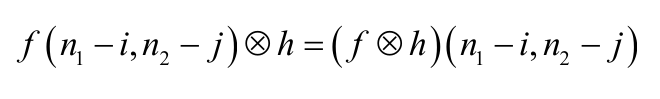 f(n₁ − i, n₂ − j) ⊗ h = (f ⊗ h)(n₁ − i, n₂ − j)